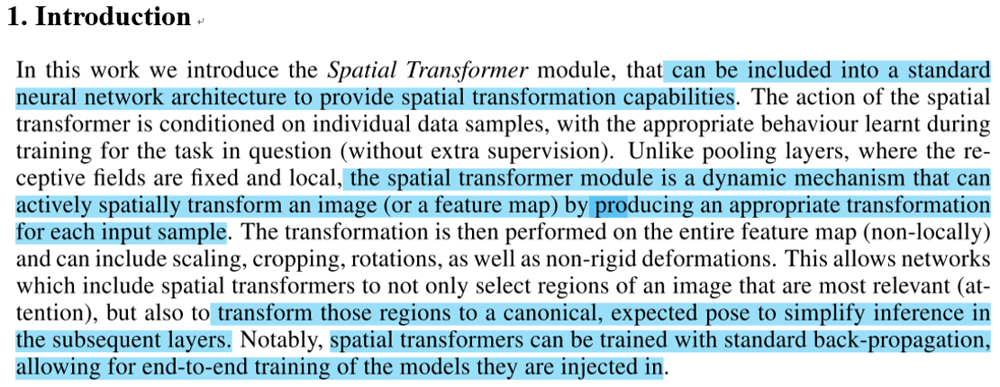 1. Introduction
In this work we introduce the Spatial Transformer module, that can be included into a standard
neural network architecture to provide spatial transformation capabilities. The action of the spatial
transformer is conditioned on individual data samples, with the appropriate behaviour learnt during
training for the task in question (without extra supervision). Unlike pooling layers, where the re-
ceptive fields are fixed and local, the spatial transformer module is a dynamic mechanism that can
actively spatially transform an image (or a feature map) by producing an appropriate transformation
for each input sample. The transformation is then performed on the entire feature map (non-locally)
and can include scaling, cropping, rotations, as well as non-rigid deformations. This allows networks
which include spatial transformers to not only select regions of an image that are most relevant (at-
tention), but also to transform those regions to a canonical, expected pose to simplify inference in
the subsequent layers. Notably, spatial transformers can be trained with standard back-propagation,
allowing for end-to-end training of the models they are injected in.